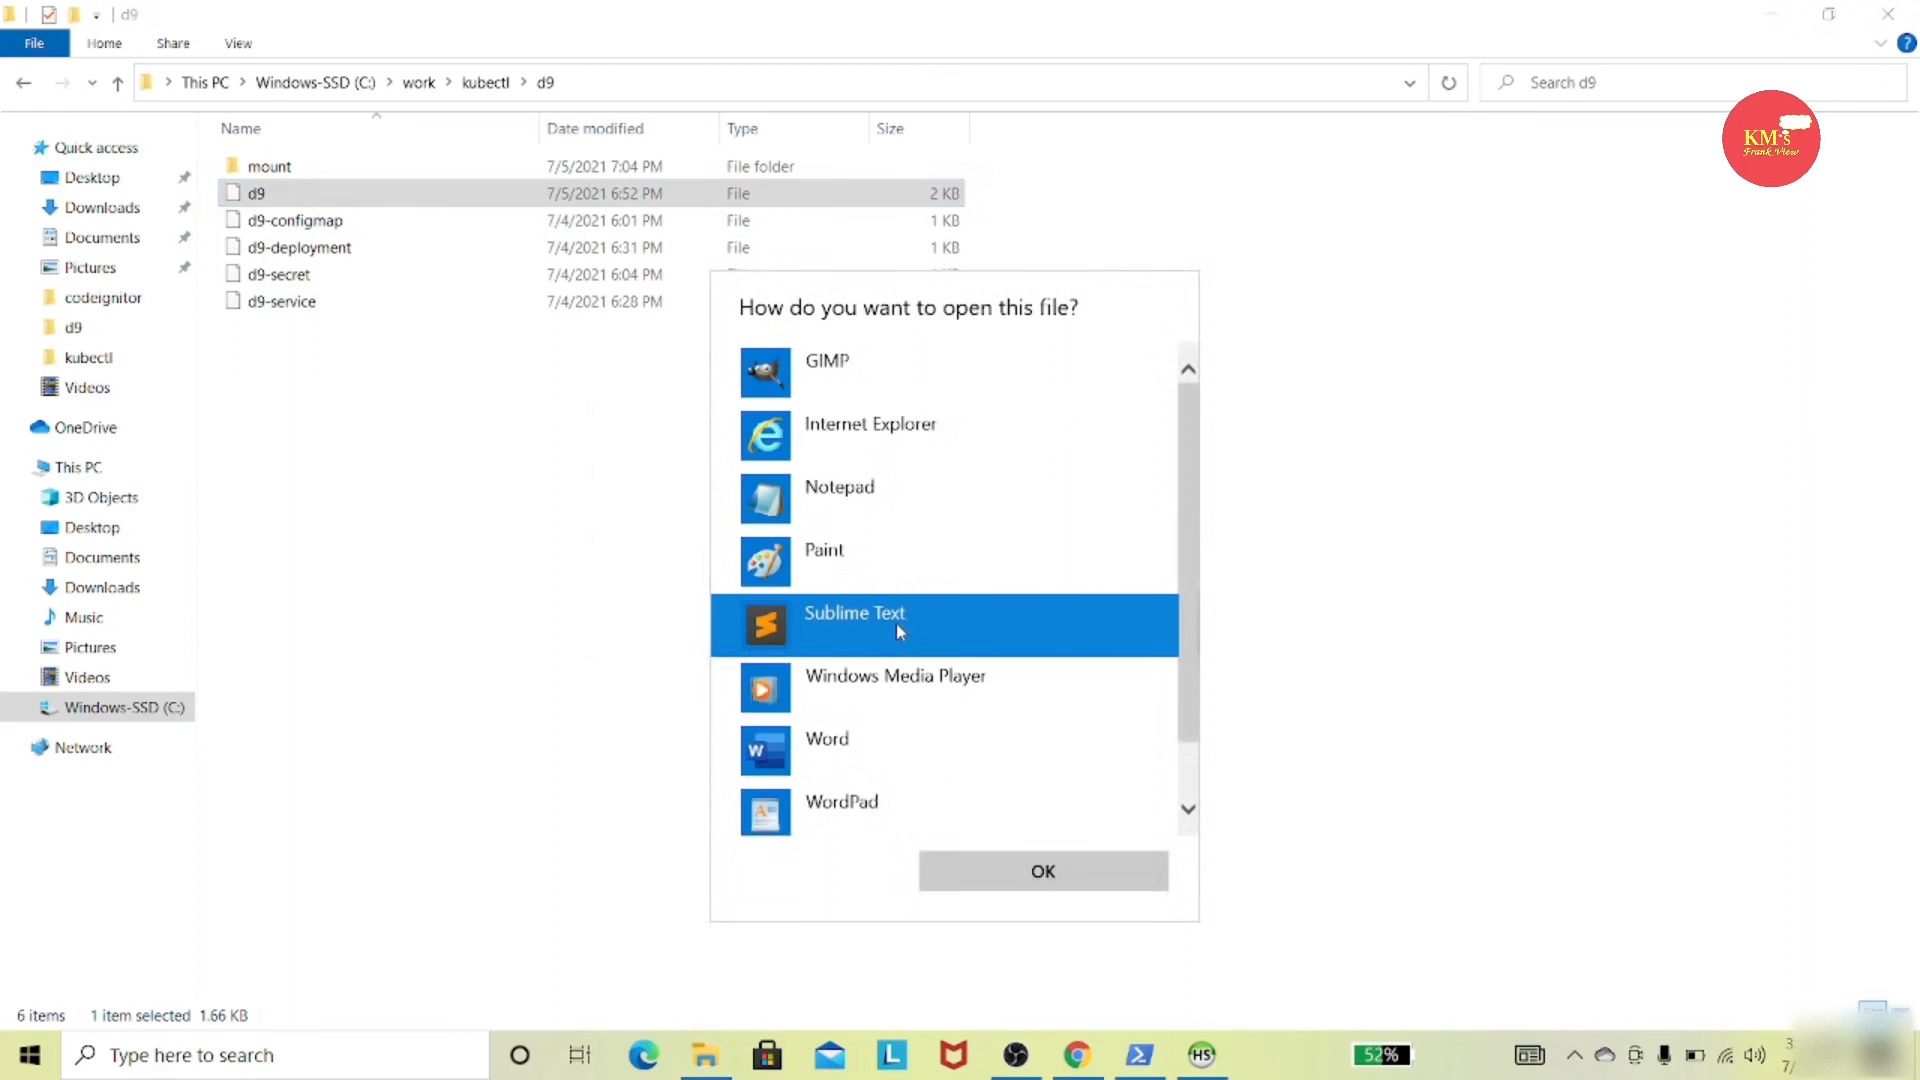 d9
File Home Share View
This PC > Windows-SSD (C:) > work > kubectl > d9
Search d9
KM's
Frank View
Name Date modified Type Size
mount 7/5/2021 7:04 PM File folder
d9 7/5/2021 6:52 PM File 2 KB
d9-configmap 7/4/2021 6:01 PM File 1 KB
d9-deployment 7/4/2021 6:31 PM File 1 KB
d9-secret 7/4/2021 6:04 PM
d9-service 7/4/2021 6:28 PM
Quick access
Desktop
Downloads
Documents
Pictures
codeignitor
d9
kubectl
Videos
OneDrive
This PC
3D Objects
Desktop
Documents
Downloads
Music
Pictures
Videos
Windows-SSD (C:)
Network
How do you want to open this file?
GIMP
Internet Explorer
Notepad
Paint
Sublime Text
Windows Media Player
Word
WordPad
OK
6 items 1 item selected 1.66 KB
Type here to search
HS
52%
3
7/